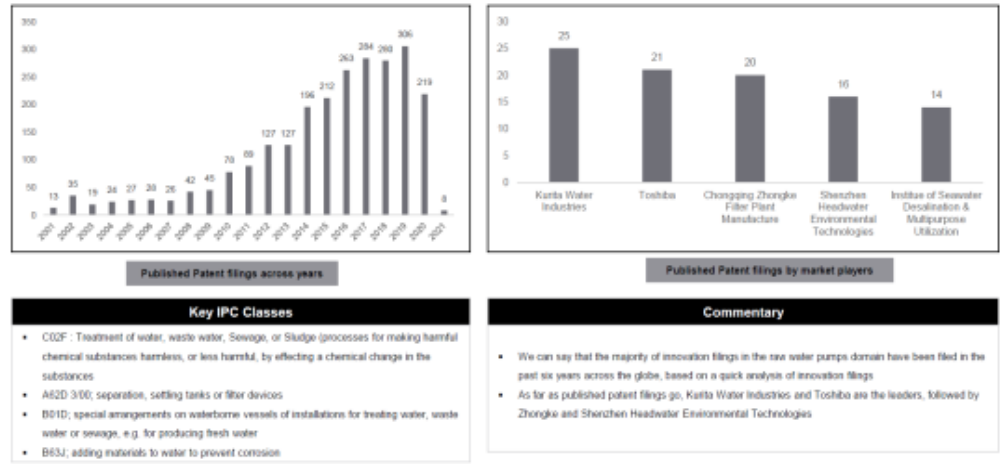 350
300
250
200
150
100
50
0
13
35
19
24
27
28
26
42
45
78
89
127
127
196
212
263
284
280
306
219
8
2001
2002
2003
2004
2005
2006
2007
2008
2009
2010
2011
2012
2013
2014
2015
2016
2017
2018
2019
2020
2021
Published Patent filings across years
30
25
20
15
10
5
0
25
21
20
16
14
Kurita Water
Industries
Toshiba
Chongqing Zhongke
Filter Plant
Manufacture
Shenzhen
Headwater
Environmental
Technologies
Institue of Seawater
Desalination &
Multipurpose
Utilization
Published Patent filings by market players
Key IPC Classes
• C02F : Treatment of water, waste water, Sewage, or Sludge (processes for making harmful
chemical substances harmless, or less harmful, by effecting a chemical change in the
substances
• A62D 3/00; separation, settling tanks or filter devices
• B01D; special arrangements on waterborne vessels of installations for treating water, waste
water or sewage, e.g. for producing fresh water
• B63J; adding materials to water to prevent corrosion
Commentary
• We can say that the majority of innovation filings in the raw water pumps domain have been filed in the
past six years across the globe, based on a quick analysis of innovation filings
• As far as published patent filings go, Kurita Water Industries and Toshiba are the leaders, followed by
Zhongke and Shenzhen Headwater Environmental Technologies